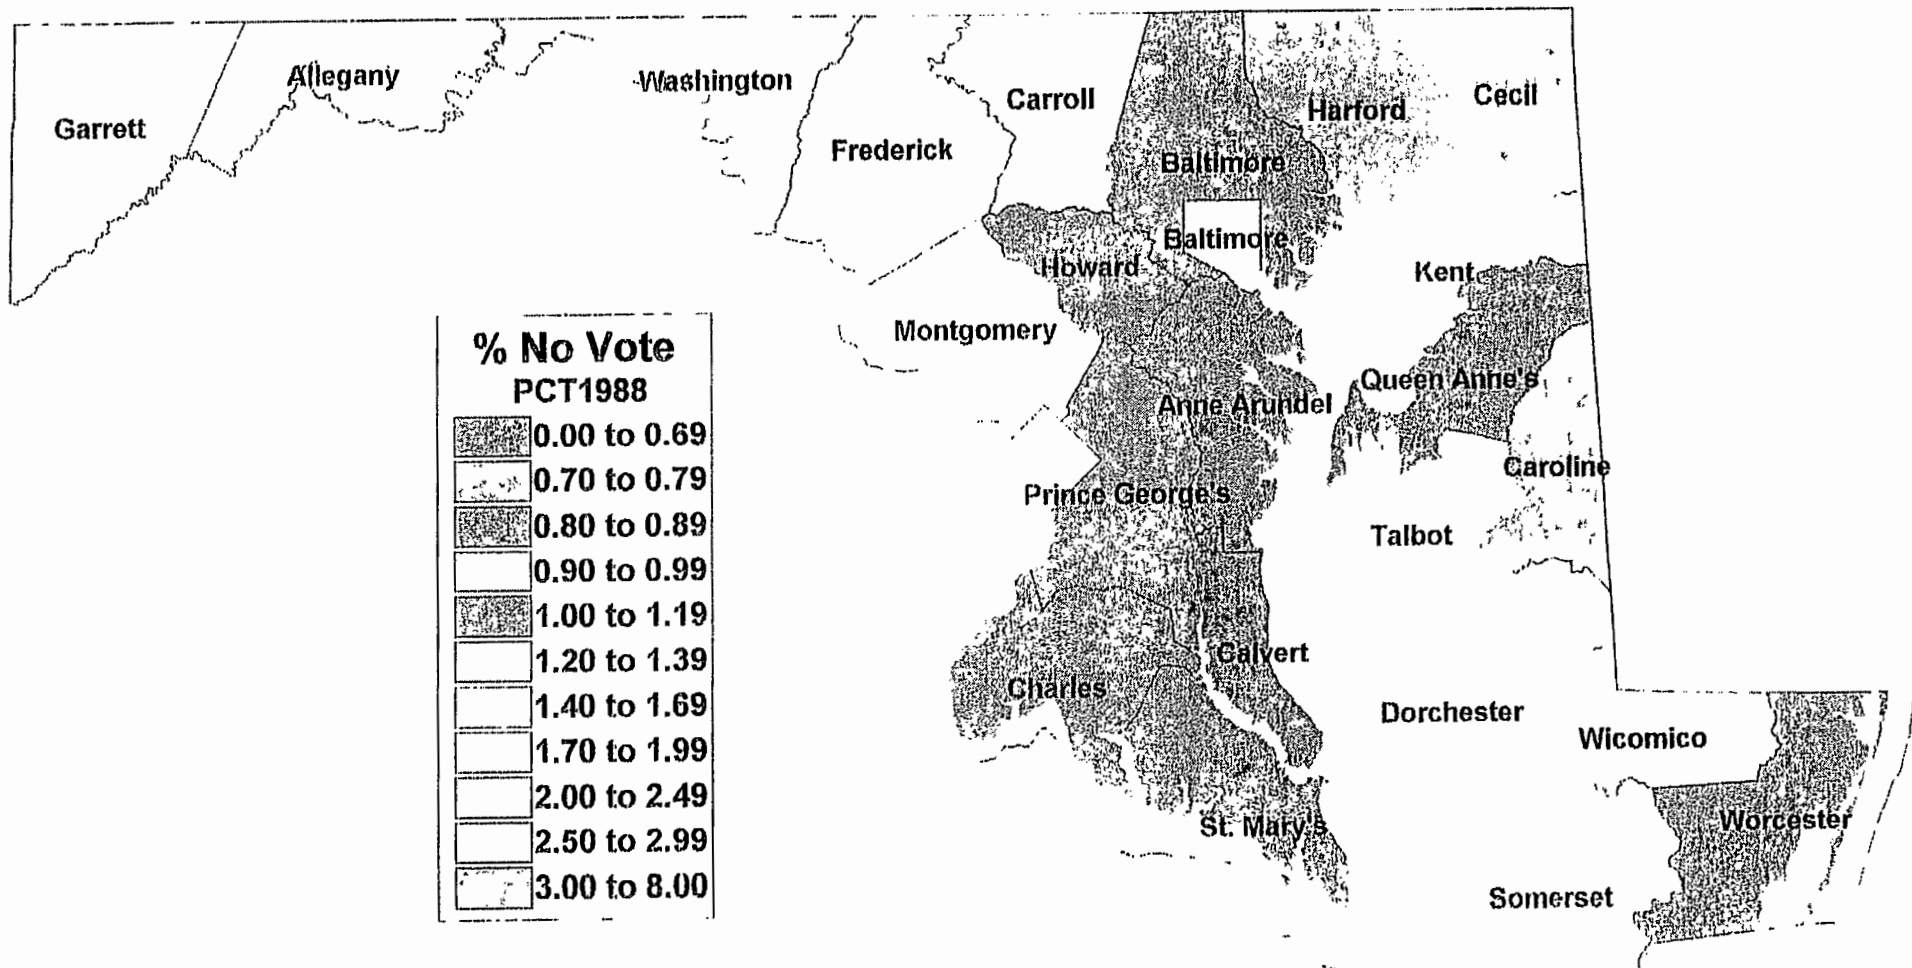 Garrett
Allegany
Washington
Frederick
Carroll
Baltimore
Harford
Cecil
Baltimore
Howard
Kent
Montgomery
Queen Anne's
Anne Arundel
Caroline
Prince George's
Talbot
Calvert
Charles
Dorchester
Wicomico
St. Mary's
Worcester
Somerset
% No Vote
PCT1988
0.00 to 0.69
0.70 to 0.79
0.80 to 0.89
0.90 to 0.99
1.00 to 1.19
1.20 to 1.39
1.40 to 1.69
1.70 to 1.99
2.00 to 2.49
2.50 to 2.99
3.00 to 8.00